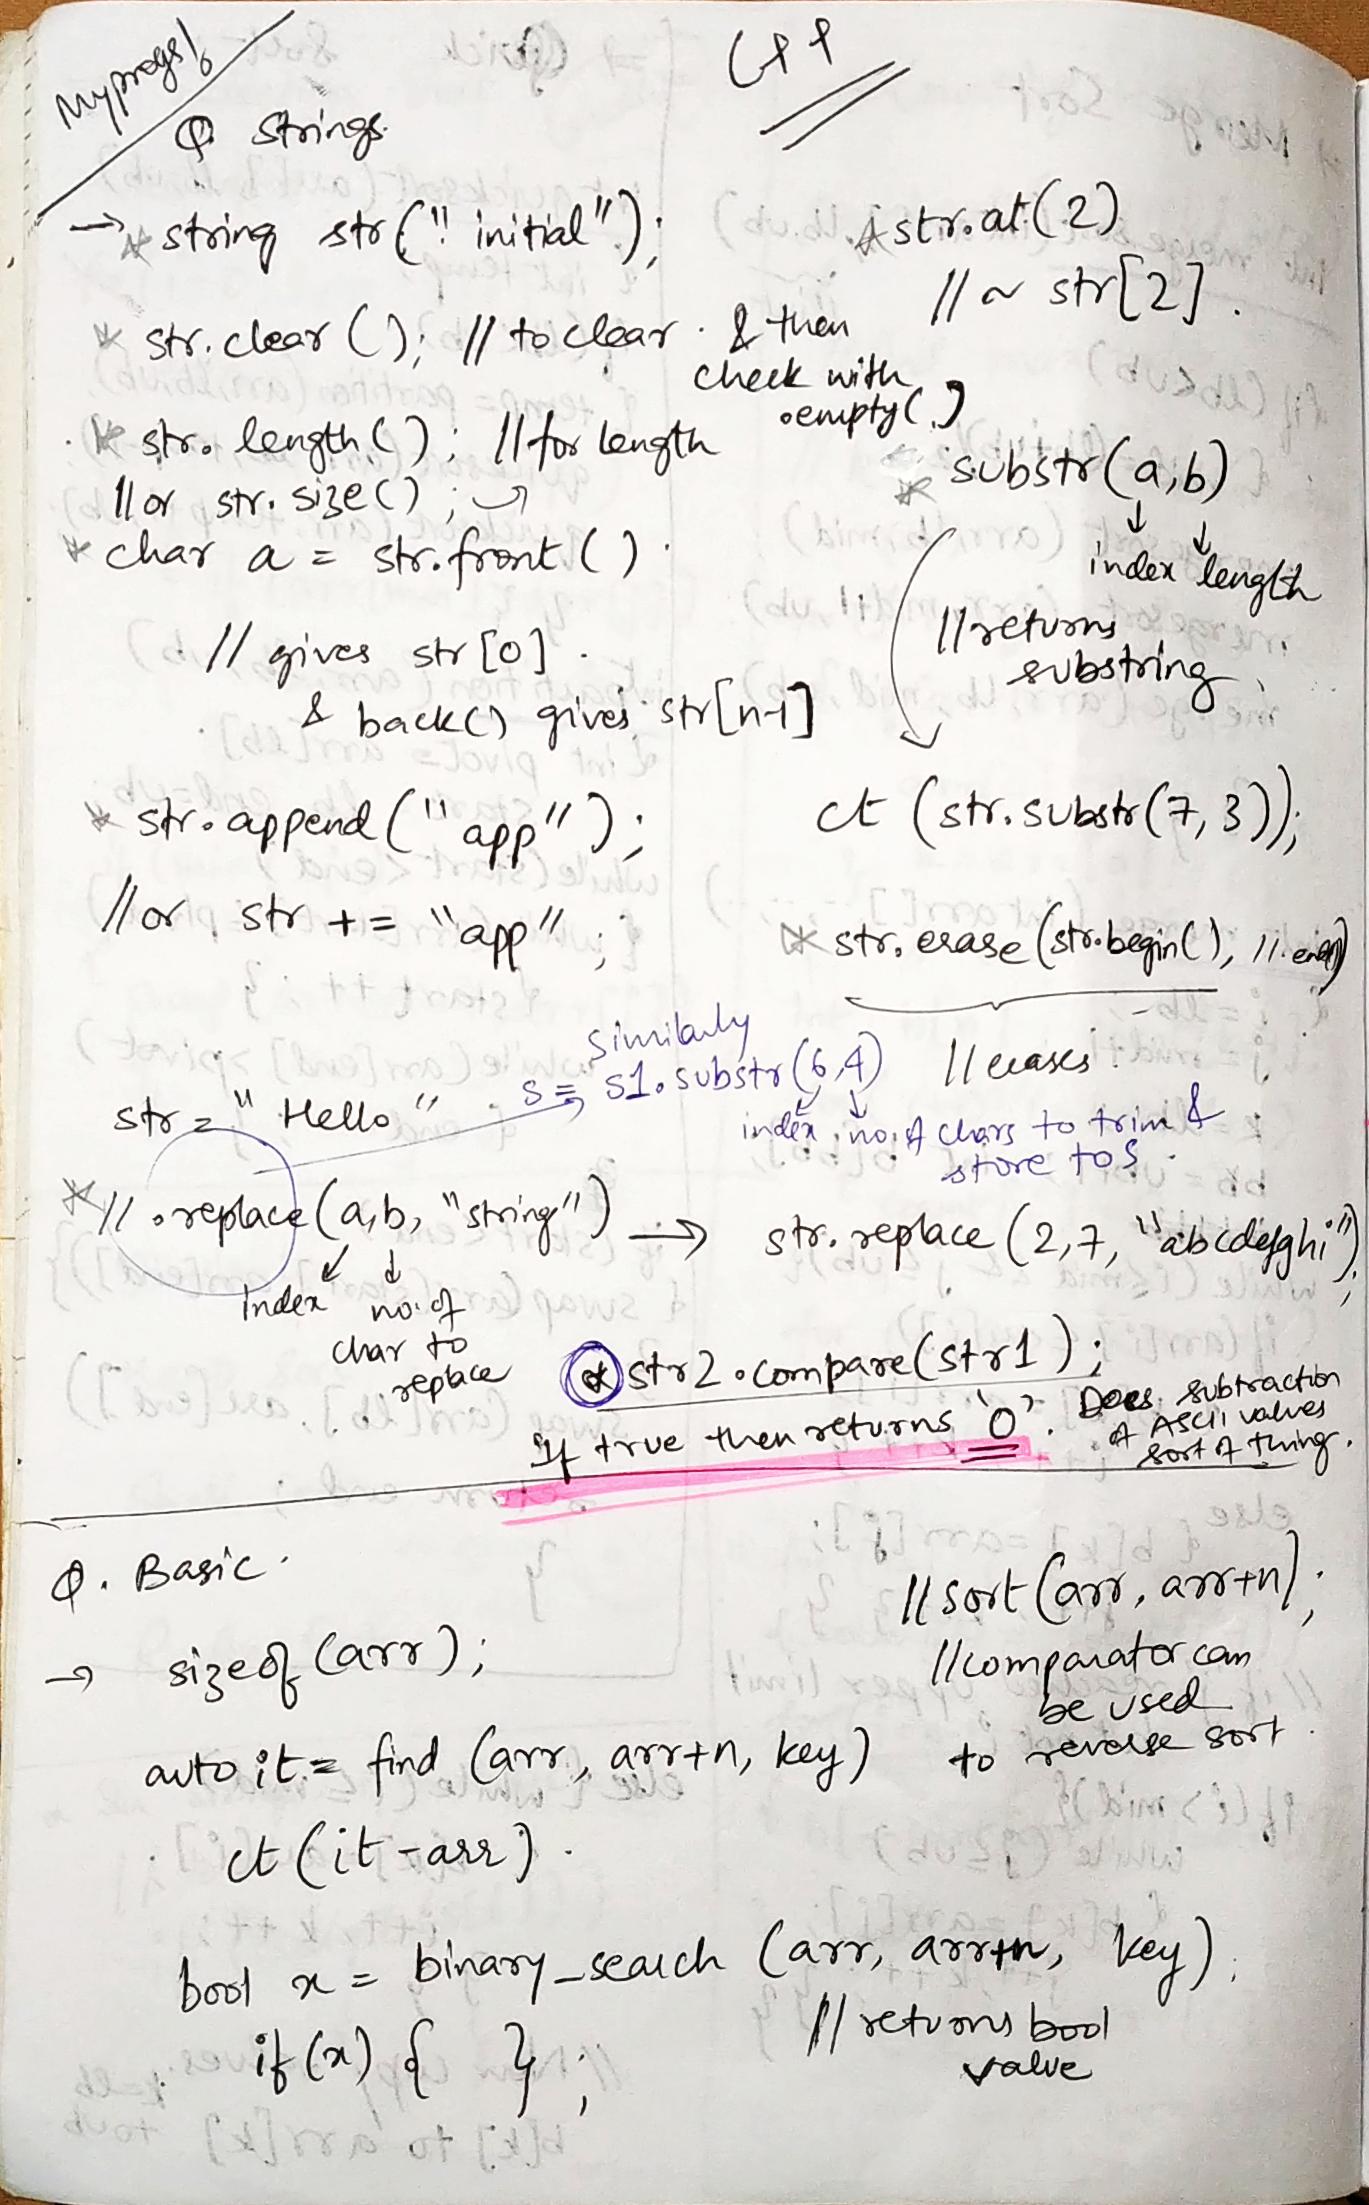 Myprogs!
C++
Q strings.
→ * string str("! initial");
* str.clear(); // to clear. & then
check with
.empty()
* str.length(); // for length
// or str.size();
* char a = str.front().
// gives str[0].
& back() gives str[n-1]
* str.append("app");
// or str += "app";
* str.at(2)
// ~ str[2].
* substr(a,b)
index length
// returns
substring
ct (str.substr(7,3));
* str.erase(str.begin(), //.end())
// erases.
Similarly
s = s1.substr(6,4)
index, no. of chars to trim &
store to s.
str = "Hello"
* // .replace(a,b, "string") → str.replace(2,7, "abcdefghi");
index no. of
char to
replace
* str2.compare(str1);
If true then returns '0'. Does subtraction
of ASCII values
sort of thing.
Q. Basic.
→ sizeof(arr);
auto it = find (arr, arr+n, key)
ct(it-arr).
// sort(arr, arr+n);
// comparator can
be used
to reverse sort.
bool x = binary_search (arr, arr+n, key);
if(x) { };
// returns bool
value